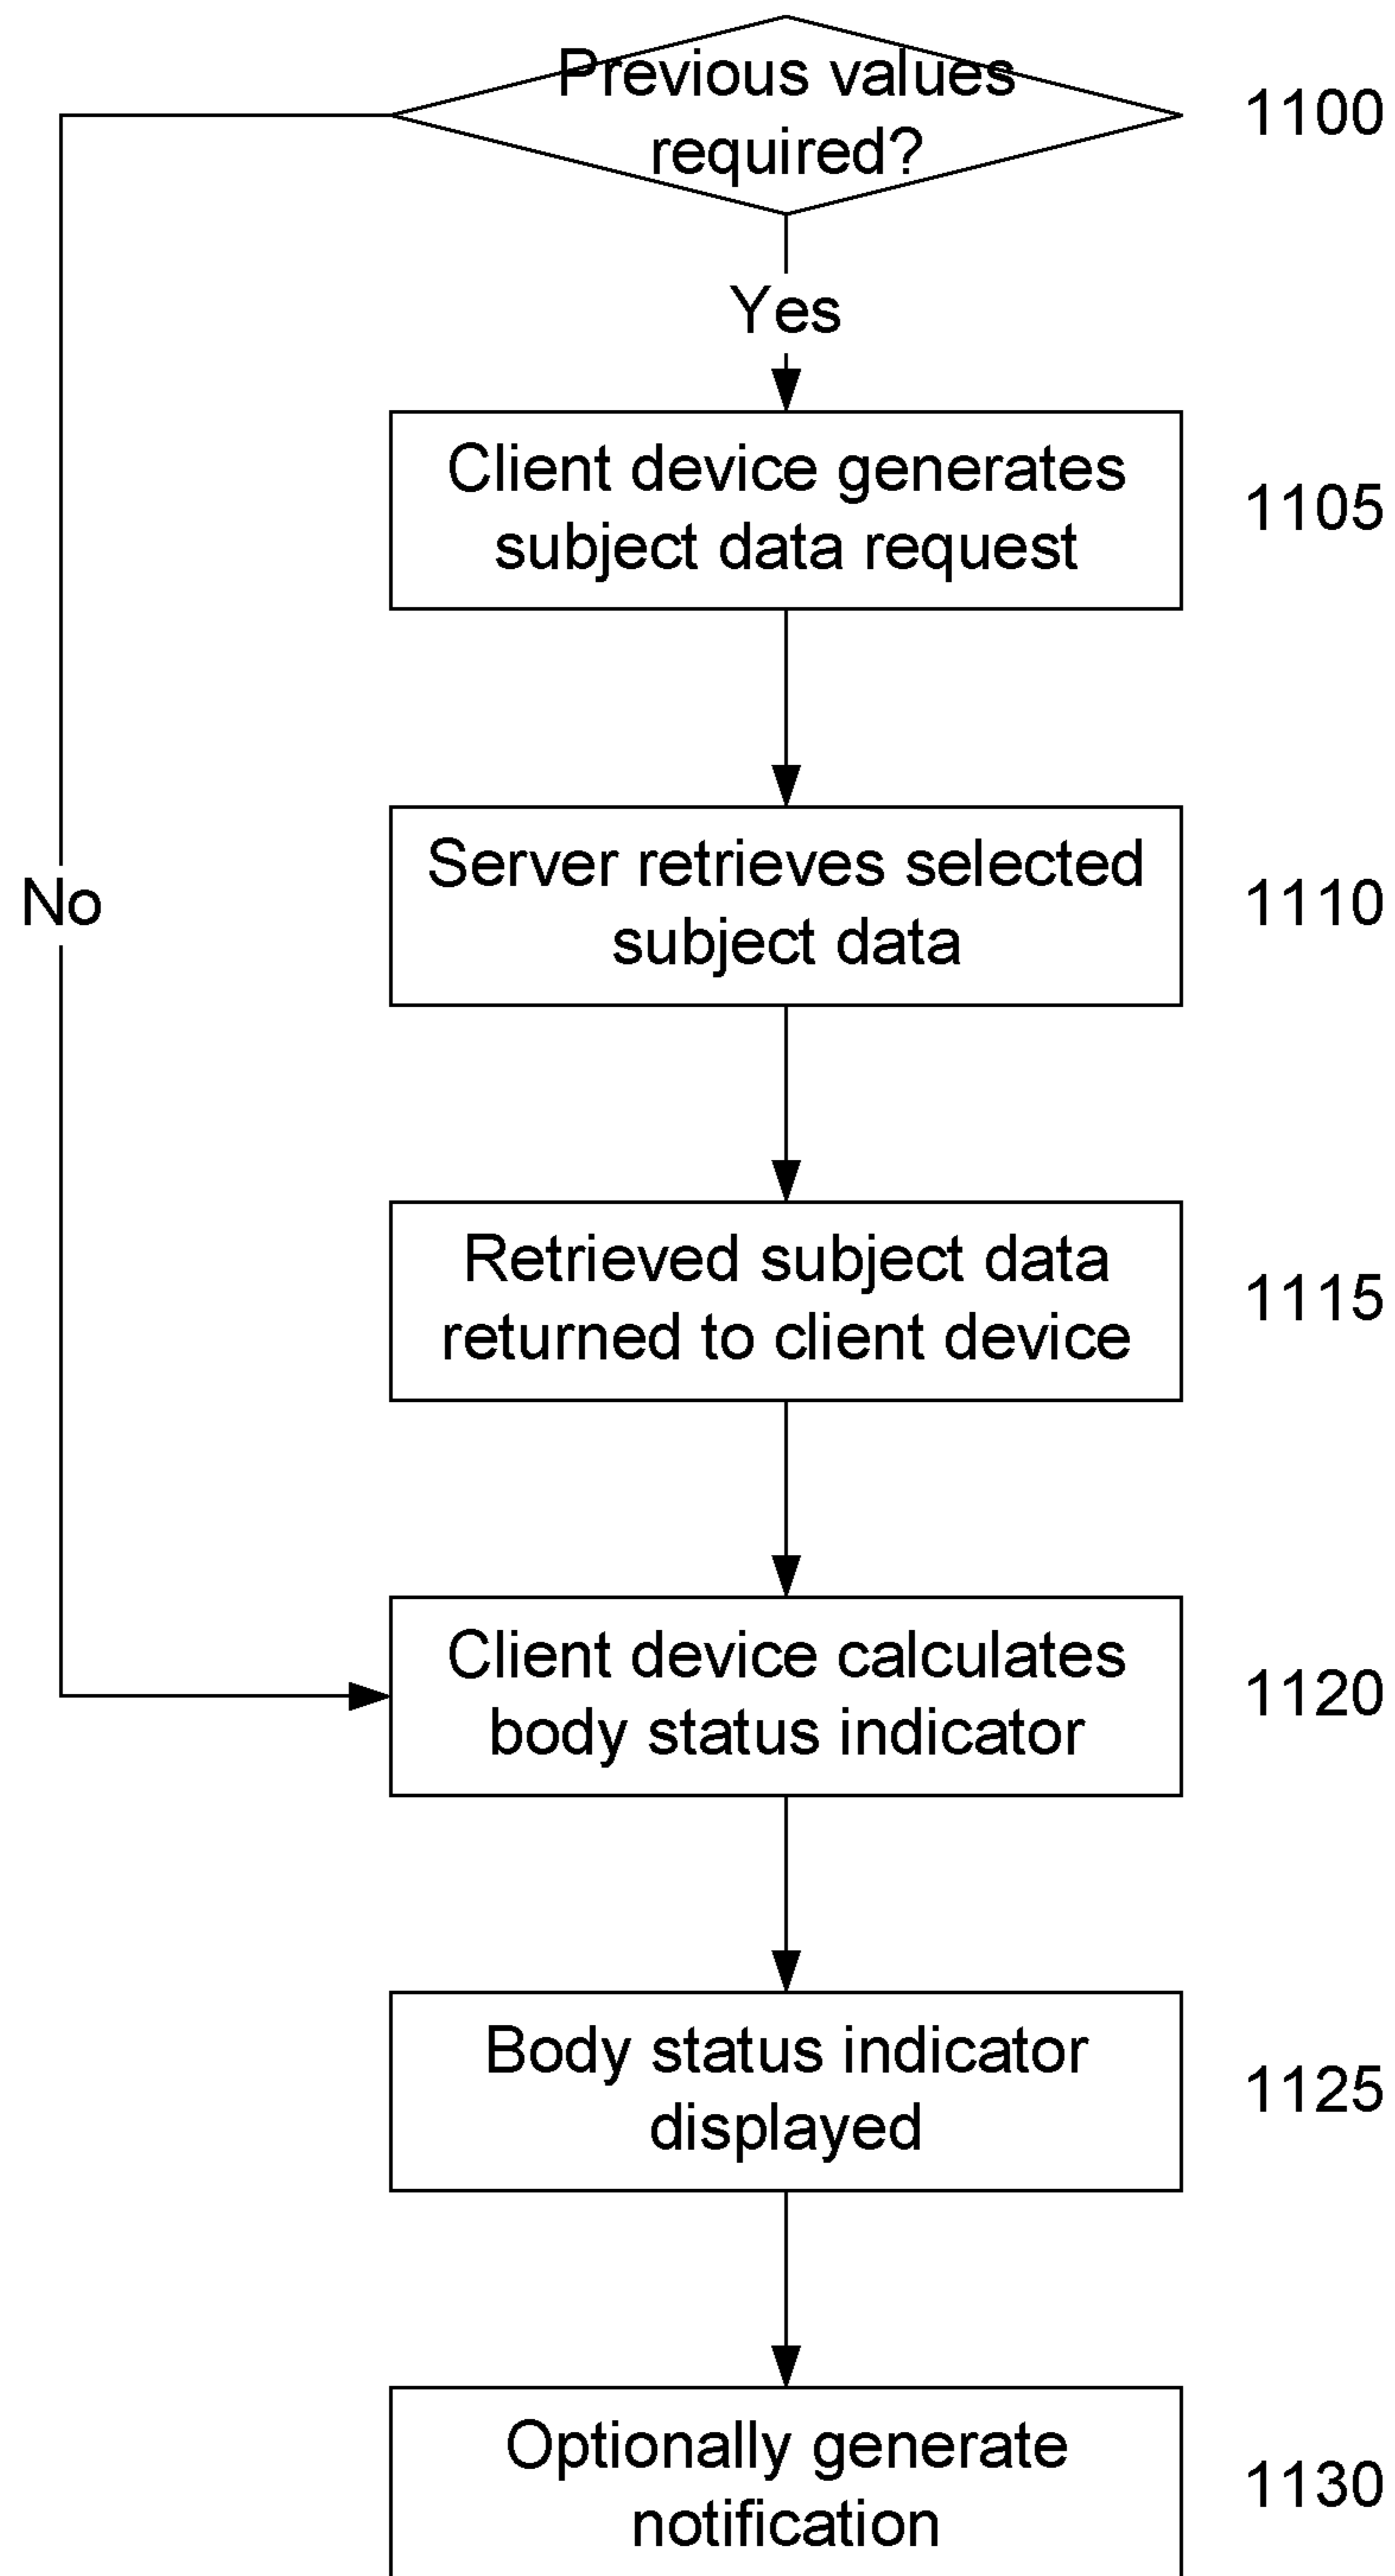 Previous values
required?
1100
Yes
Client device generates
subject data request
1105
Server retrieves selected
subject data
1110
No
Retrieved subject data
returned to client device
1115
Client device calculates
body status indicator
1120
Body status indicator
displayed
1125
Optionally generate
notification
1130